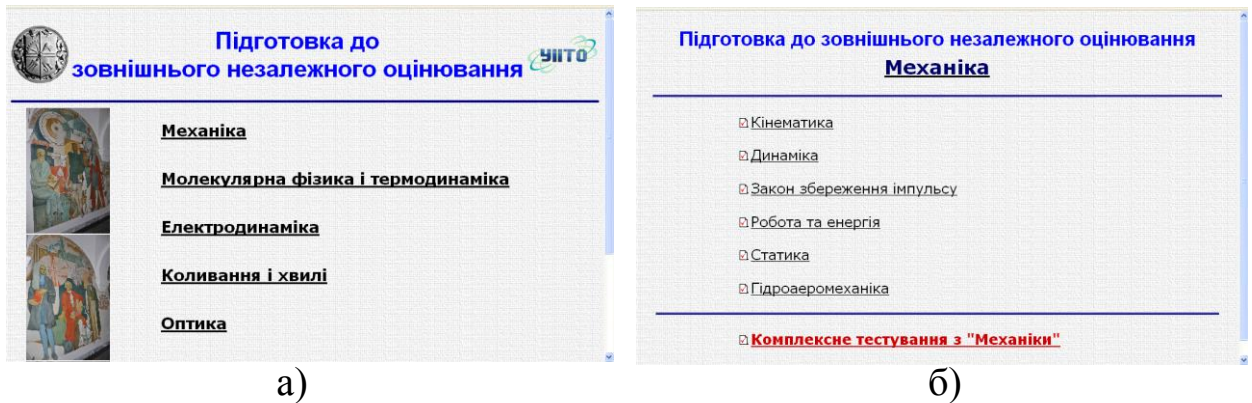 Підготовка до
зовнішнього незалежного оцінювання
УІІТО
Механіка
Молекулярна фізика і термодинаміка
Електродинаміка
Коливання і хвилі
Оптика
а)
Підготовка до зовнішнього незалежного оцінювання
Механіка
Кінематика
Динаміка
Закон збереження імпульсу
Робота та енергія
Статика
Гідроаеромеханіка
Комплексне тестування з "Механіки"
б)